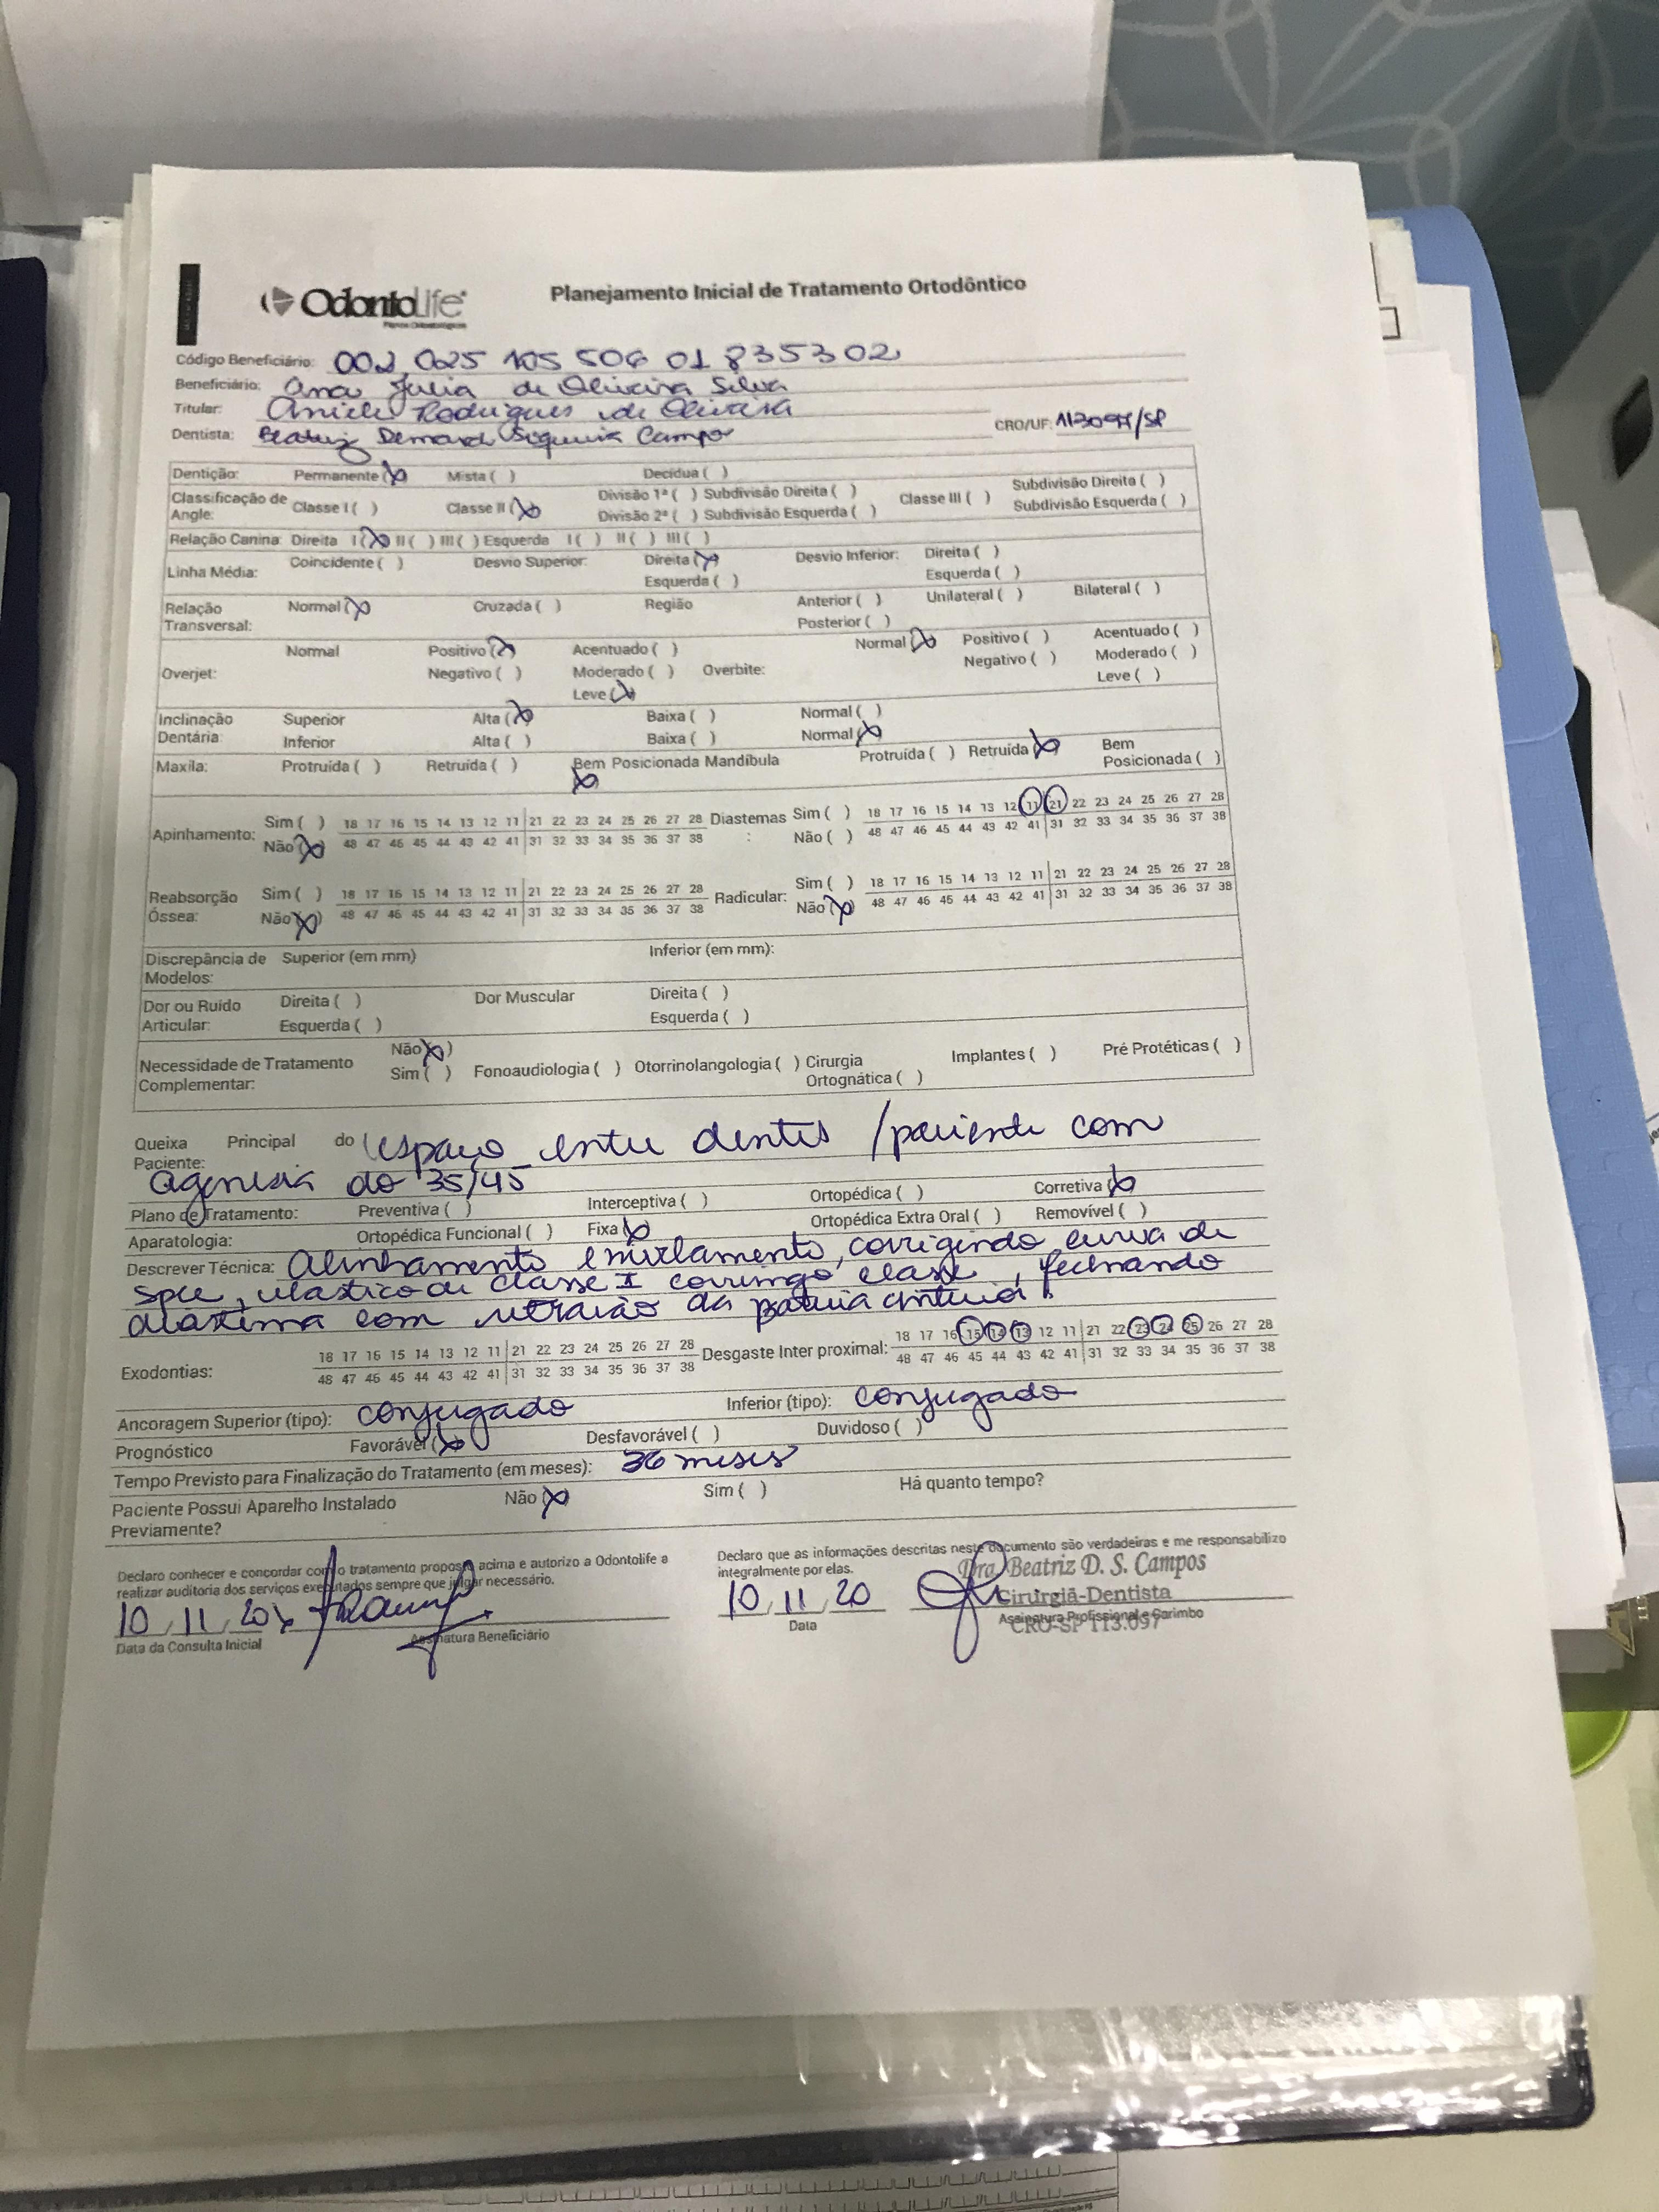 OdontoLife
Planos Odontológicos
Planejamento Inicial de Tratamento Ortodôntico
Código Beneficiário: 002 025 105 506 01 835302
Beneficiário: Ana Julia de Oliveira Silva
Titular: Rodrigues de Oliveira
Dentista: Beatriz Siqueira Campos CRO/UF: 113097/SP
Dentição: Permanente (X) Mista ( ) Decídua ( )
Classificação de Angle: Classe I ( ) Classe II (X) Divisão 1ª ( ) Subdivisão Direita ( ) Classe III ( ) Subdivisão Direita ( )
Divisão 2ª ( ) Subdivisão Esquerda ( ) Subdivisão Esquerda ( )
Relação Canina: Direita I (X) II ( ) III ( ) Esquerda I ( ) II ( ) III ( )
Linha Média: Coincidente ( ) Desvio Superior: Direita (X) Desvio Inferior: Direita ( )
Esquerda ( ) Esquerda ( )
Relação Transversal: Normal (X) Cruzada ( ) Região Anterior ( ) Unilateral ( ) Bilateral ( )
Posterior ( )
Overjet: Normal Positivo (X) Acentuado ( ) Overbite: Normal (X) Positivo ( ) Acentuado ( )
Negativo ( ) Moderado ( ) Negativo ( ) Moderado ( )
Leve (X) Leve ( )
Inclinação Dentária: Superior Alta (X) Baixa ( ) Normal ( )
Inferior Alta ( ) Baixa ( ) Normal (X)
Maxila: Protruída ( ) Retruída ( ) Bem Posicionada (X) Mandíbula Protruída ( ) Retruída (X) Bem Posicionada ( )
Apinhamento: Sim ( ) 18 17 16 15 14 13 12 11 21 22 23 24 25 26 27 28 Diastemas : Sim ( ) 18 17 16 15 14 13 12 11 21 22 23 24 25 26 27 28
Não (X) 48 47 46 45 44 43 42 41 31 32 33 34 35 36 37 38 Não ( ) 48 47 46 45 44 43 42 41 31 32 33 34 35 36 37 38
Reabsorção Óssea: Sim ( ) 18 17 16 15 14 13 12 11 21 22 23 24 25 26 27 28 Radicular: Sim ( ) 18 17 16 15 14 13 12 11 21 22 23 24 25 26 27 28
Não (X) 48 47 46 45 44 43 42 41 31 32 33 34 35 36 37 38 Não (X) 48 47 46 45 44 43 42 41 31 32 33 34 35 36 37 38
Discrepância de Modelos: Superior (em mm) Inferior (em mm):
Dor ou Ruído Articular: Direita ( ) Dor Muscular Direita ( )
Esquerda ( ) Esquerda ( )
Necessidade de Tratamento Complementar: Não (X)
Sim ( ) Fonoaudiologia ( ) Otorrinolangologia ( ) Cirurgia Ortognática ( ) Implantes ( ) Pré Protéticas ( )
Queixa Principal do Paciente: espaço entre dentes / paciente com
agenesia do 35/45
Plano de Tratamento: Preventiva ( ) Interceptiva ( ) Ortopédica ( ) Corretiva (X)
Aparatologia: Ortopédica Funcional ( ) Fixa (X) Ortopédica Extra Oral ( ) Removível ( )
Descrever Técnica: Alinhamento e nivelamento, corrigindo curva de
spee, elastico de classe II classe, fechando
diastema com retração da bateria anterior.
Exodontias: 18 17 16 15 14 13 12 11 21 22 23 24 25 26 27 28 Desgaste Inter proximal: 18 17 16 15 14 13 12 11 21 22 23 24 25 26 27 28
48 47 46 45 44 43 42 41 31 32 33 34 35 36 37 38 48 47 46 45 44 43 42 41 31 32 33 34 35 36 37 38
Ancoragem Superior (tipo): conjugado Inferior (tipo): conjugado
Prognóstico Favorável (X) Desfavorável ( ) Duvidoso ( )
Tempo Previsto para Finalização do Tratamento (em meses): 36 meses
Paciente Possui Aparelho Instalado Previamente? Não (X) Sim ( ) Há quanto tempo?
Declaro conhecer e concordar com o tratamento proposto acima e autorizo a Odontolife a
realizar auditoria dos serviços executados sempre que julgar necessário.
10, 11, 20
Data da Consulta Inicial Assinatura Beneficiário
Declaro que as informações descritas neste documento são verdadeiras e me responsabilizo
integralmente por elas.
10, 11, 20
Data
Dra. Beatriz D. S. Campos
Cirurgiã-Dentista
Assinatura Profissional e Carimbo
CRO-SP 113.097